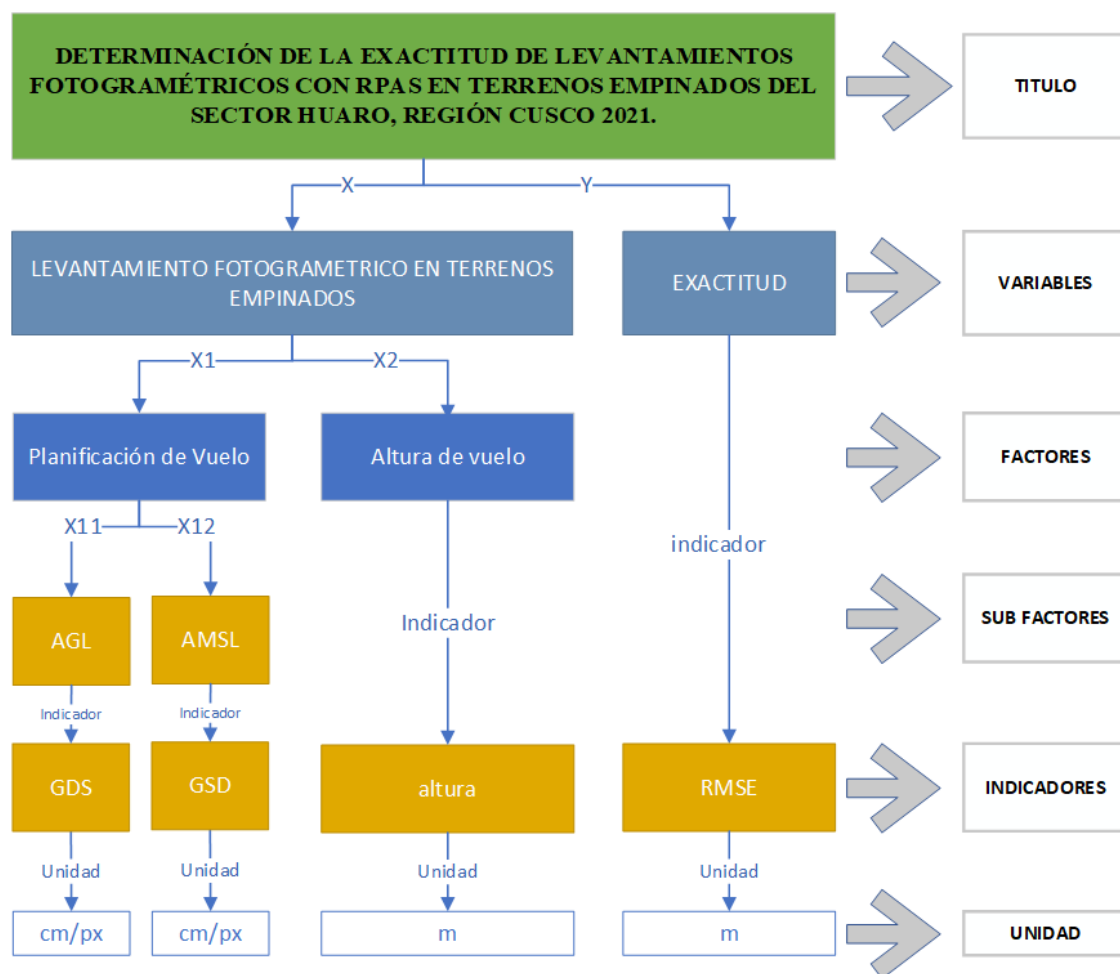 DETERMINACIÓN DE LA EXACTITUD DE LEVANTAMIENTOS
FOTOGRAMÉTRICOS CON RPAS EN TERRENOS EMPINADOS DEL
SECTOR HUARO, REGIÓN CUSCO 2021.
TITULO
X
Y
LEVANTAMIENTO FOTOGRAMETRICO EN TERRENOS
EMPINADOS
EXACTITUD
VARIABLES
X1
X2
Planificación de Vuelo
Altura de vuelo
FACTORES
X11
X12
indicador
AGL
AMSL
Indicador
SUB FACTORES
Indicador
Indicador
GDS
GSD
altura
RMSE
INDICADORES
Unidad
Unidad
Unidad
Unidad
cm/px
cm/px
m
m
UNIDAD